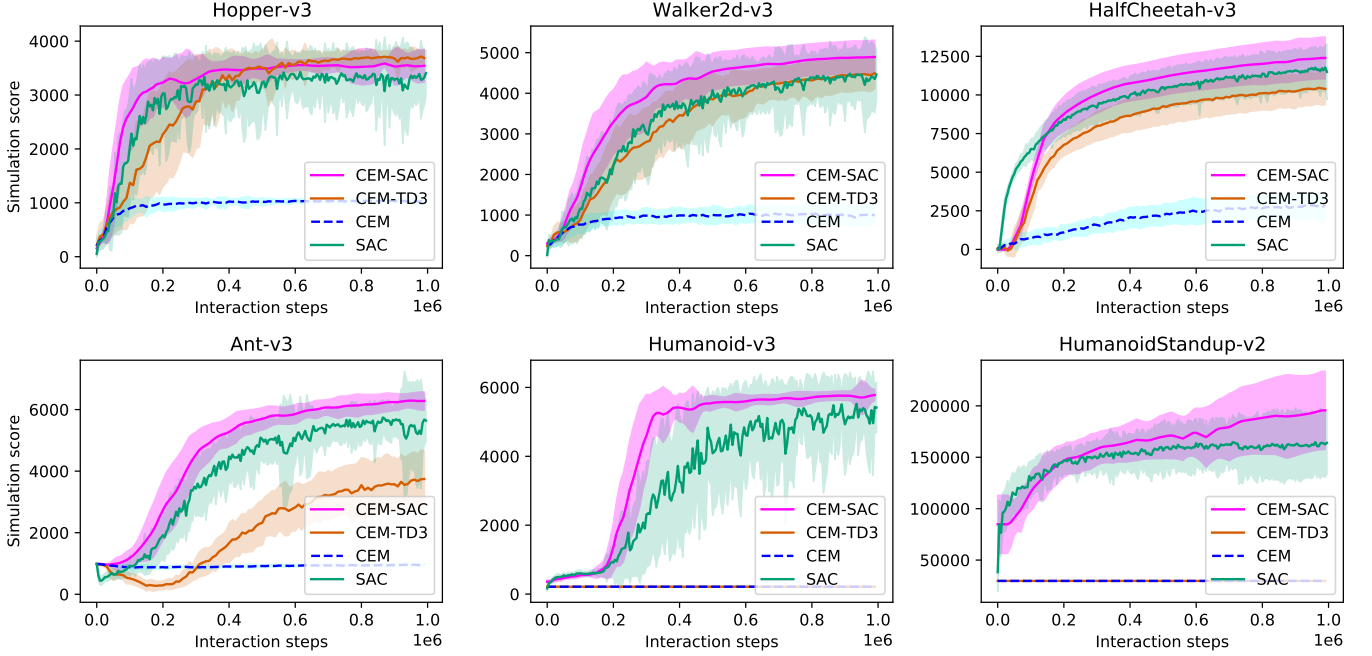 Hopper-v3
Simulation score
4000
3000
2000
1000
0
CEM-SAC
CEM-TD3
CEM
SAC
0.0 0.2 0.4 0.6 0.8 1.0
1e6
Interaction steps
Walker2d-v3
5000
4000
3000
2000
1000
0
CEM-SAC
CEM-TD3
CEM
SAC
0.0 0.2 0.4 0.6 0.8 1.0
1e6
Interaction steps
HalfCheetah-v3
12500
10000
7500
5000
2500
0
CEM-SAC
CEM-TD3
CEM
SAC
0.0 0.2 0.4 0.6 0.8 1.0
1e6
Interaction steps
Ant-v3
Simulation score
6000
4000
2000
0
CEM-SAC
CEM-TD3
CEM
SAC
0.0 0.2 0.4 0.6 0.8 1.0
1e6
Interaction steps
Humanoid-v3
6000
4000
2000
0
CEM-SAC
CEM-TD3
CEM
SAC
0.0 0.2 0.4 0.6 0.8 1.0
1e6
Interaction steps
HumanoidStandup-v2
200000
150000
100000
50000
CEM-SAC
CEM-TD3
CEM
SAC
0.0 0.2 0.4 0.6 0.8 1.0
1e6
Interaction steps